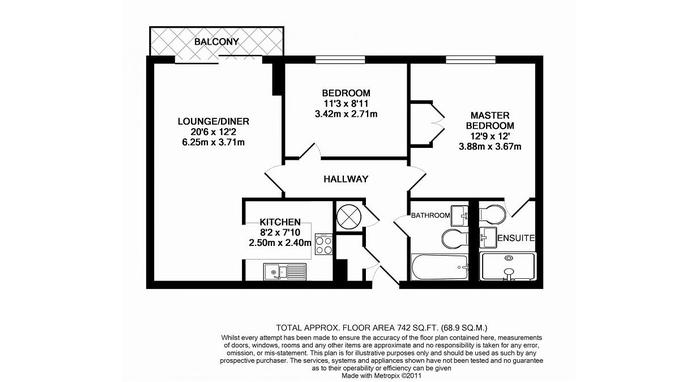 BALCONY
BEDROOM
11'3 x 8'11
3.42m x 2.71m
LOUNGE/DINER
20'6 x 12'2
6.25m x 3.71m
MASTER
BEDROOM
12'9 x 12'
3.88m x 3.67m
HALLWAY
KITCHEN
8'2 x 7'10
2.50m x 2.40m
BATHROOM
ENSUITE
TOTAL APPROX. FLOOR AREA 742 SQ.FT. (68.9 SQ.M.)
Whilst every attempt has been made to ensure the accuracy of the floor plan contained here, measurements
of doors, windows, rooms and any other items are approximate and no responsibility is taken for any error,
omission, or mis-statement. This plan is for illustrative purposes only and should be used as such by any
prospective purchaser. The services, systems and appliances shown have not been tested and no guarantee
as to their operability or efficiency can be given
Made with Metropix ©2011